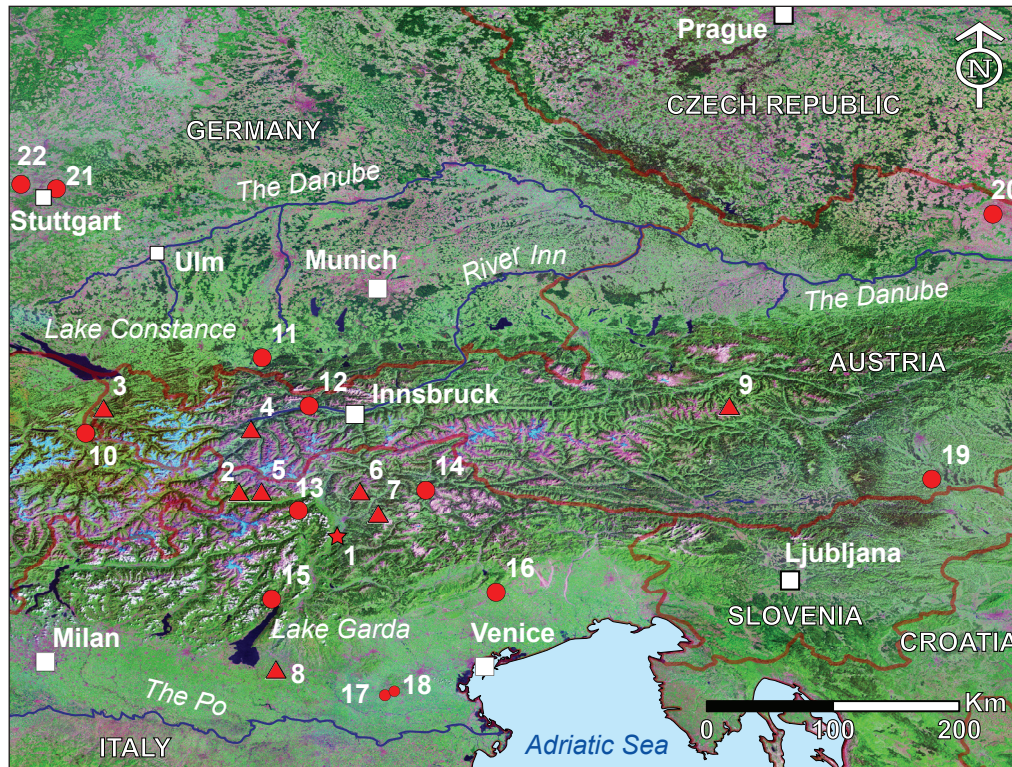 Prague
N
CZECH REPUBLIC
GERMANY
22
21
The Danube
20
Stuttgart
Ulm
Munich
River Inn
The Danube
Lake Constance
11
AUSTRIA
3
12
Innsbruck
9
4
10
2
5
13
6
7
14
19
1
Ljubljana
15
16
SLOVENIA
Lake Garda
Milan
Venice
CROATIA
8
The Po
17
18
Km
0
100
200
ITALY
Adriatic Sea